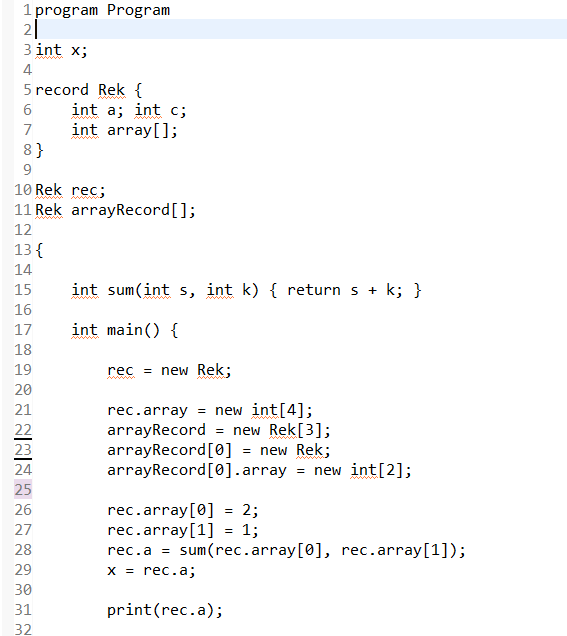 1 program Program
2
3 int x;
4
5 record Rek {
6     int a; int c;
7     int array[];
8 }
9
10 Rek rec;
11 Rek arrayRecord[];
12
13 {
14
15     int sum(int s, int k) { return s + k; }
16
17     int main() {
18
19         rec = new Rek;
20
21         rec.array = new int[4];
22         arrayRecord = new Rek[3];
23         arrayRecord[0] = new Rek;
24         arrayRecord[0].array = new int[2];
25
26         rec.array[0] = 2;
27         rec.array[1] = 1;
28         rec.a = sum(rec.array[0], rec.array[1]);
29         x = rec.a;
30
31         print(rec.a);
32